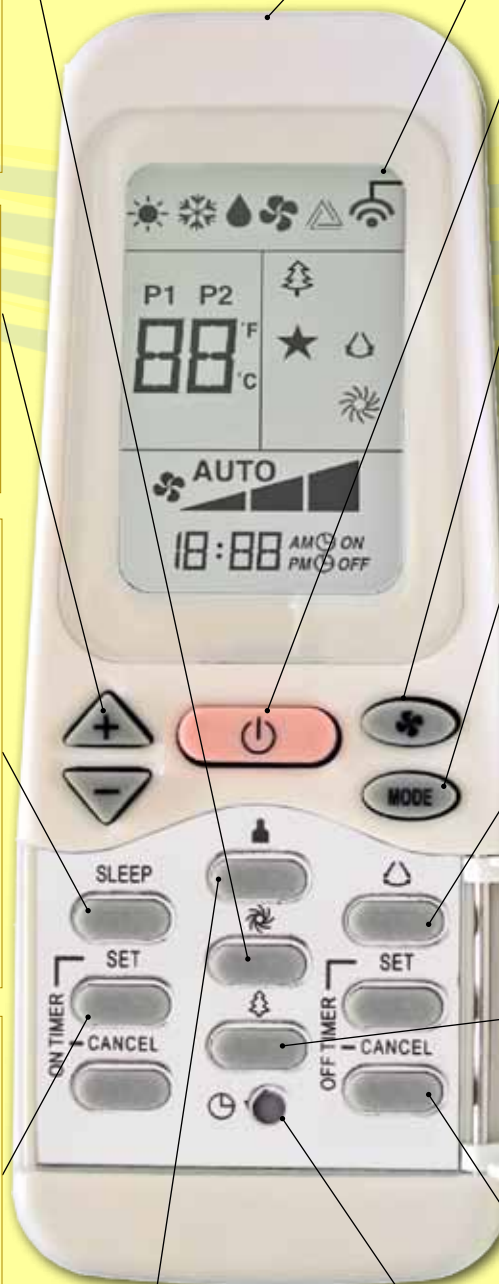 P1 P2
88 °F
°C
AUTO
18:88 AM ON
PM OFF
MODE
SLEEP
SET
SET
ON TIMER
OFF TIMER
CANCEL
CANCEL